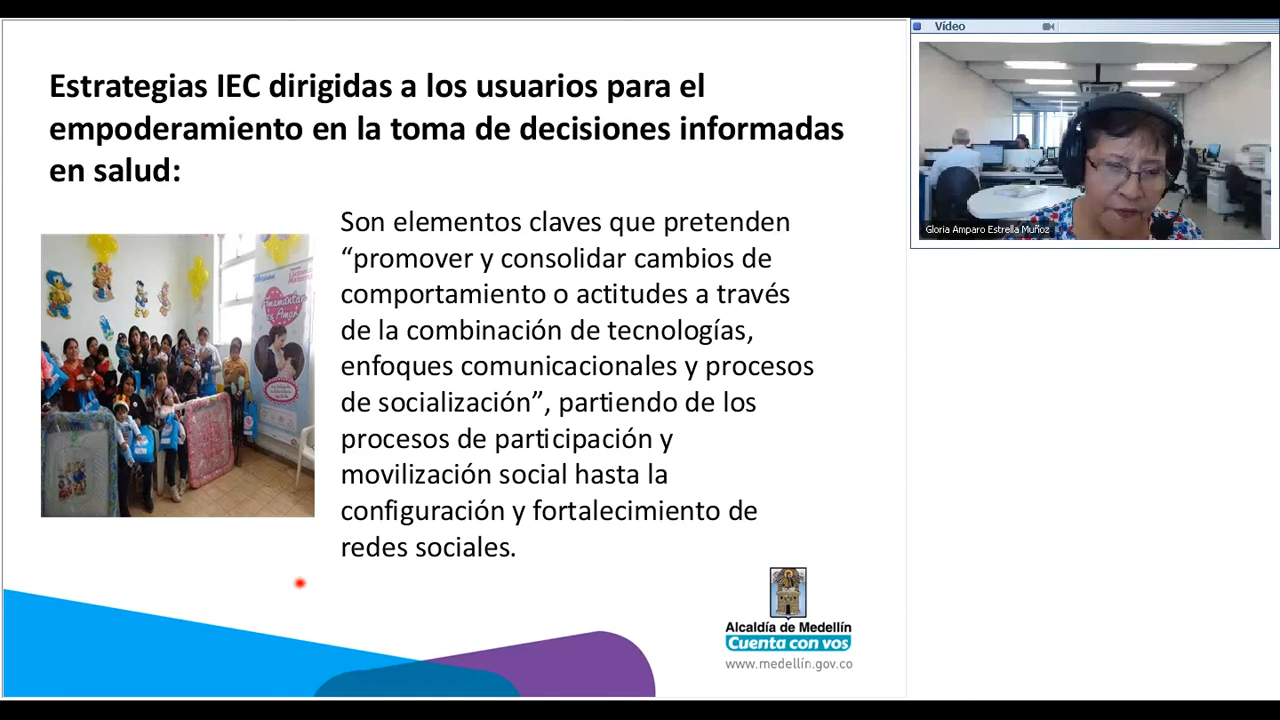 Estrategias IEC dirigidas a los usuarios para el
empoderamiento en la toma de decisiones informadas
en salud:
Son elementos claves que pretenden
“promover y consolidar cambios de
comportamiento o actitudes a través
de la combinación de tecnologías,
enfoques comunicacionales y procesos
de socialización”, partiendo de los
procesos de participación y
movilización social hasta la
configuración y fortalecimiento de
redes sociales.
Alcaldía de Medellín
Cuenta con vos
www.medellín.gov.co
Vídeo
Gloria Amparo Estrella Muñoz